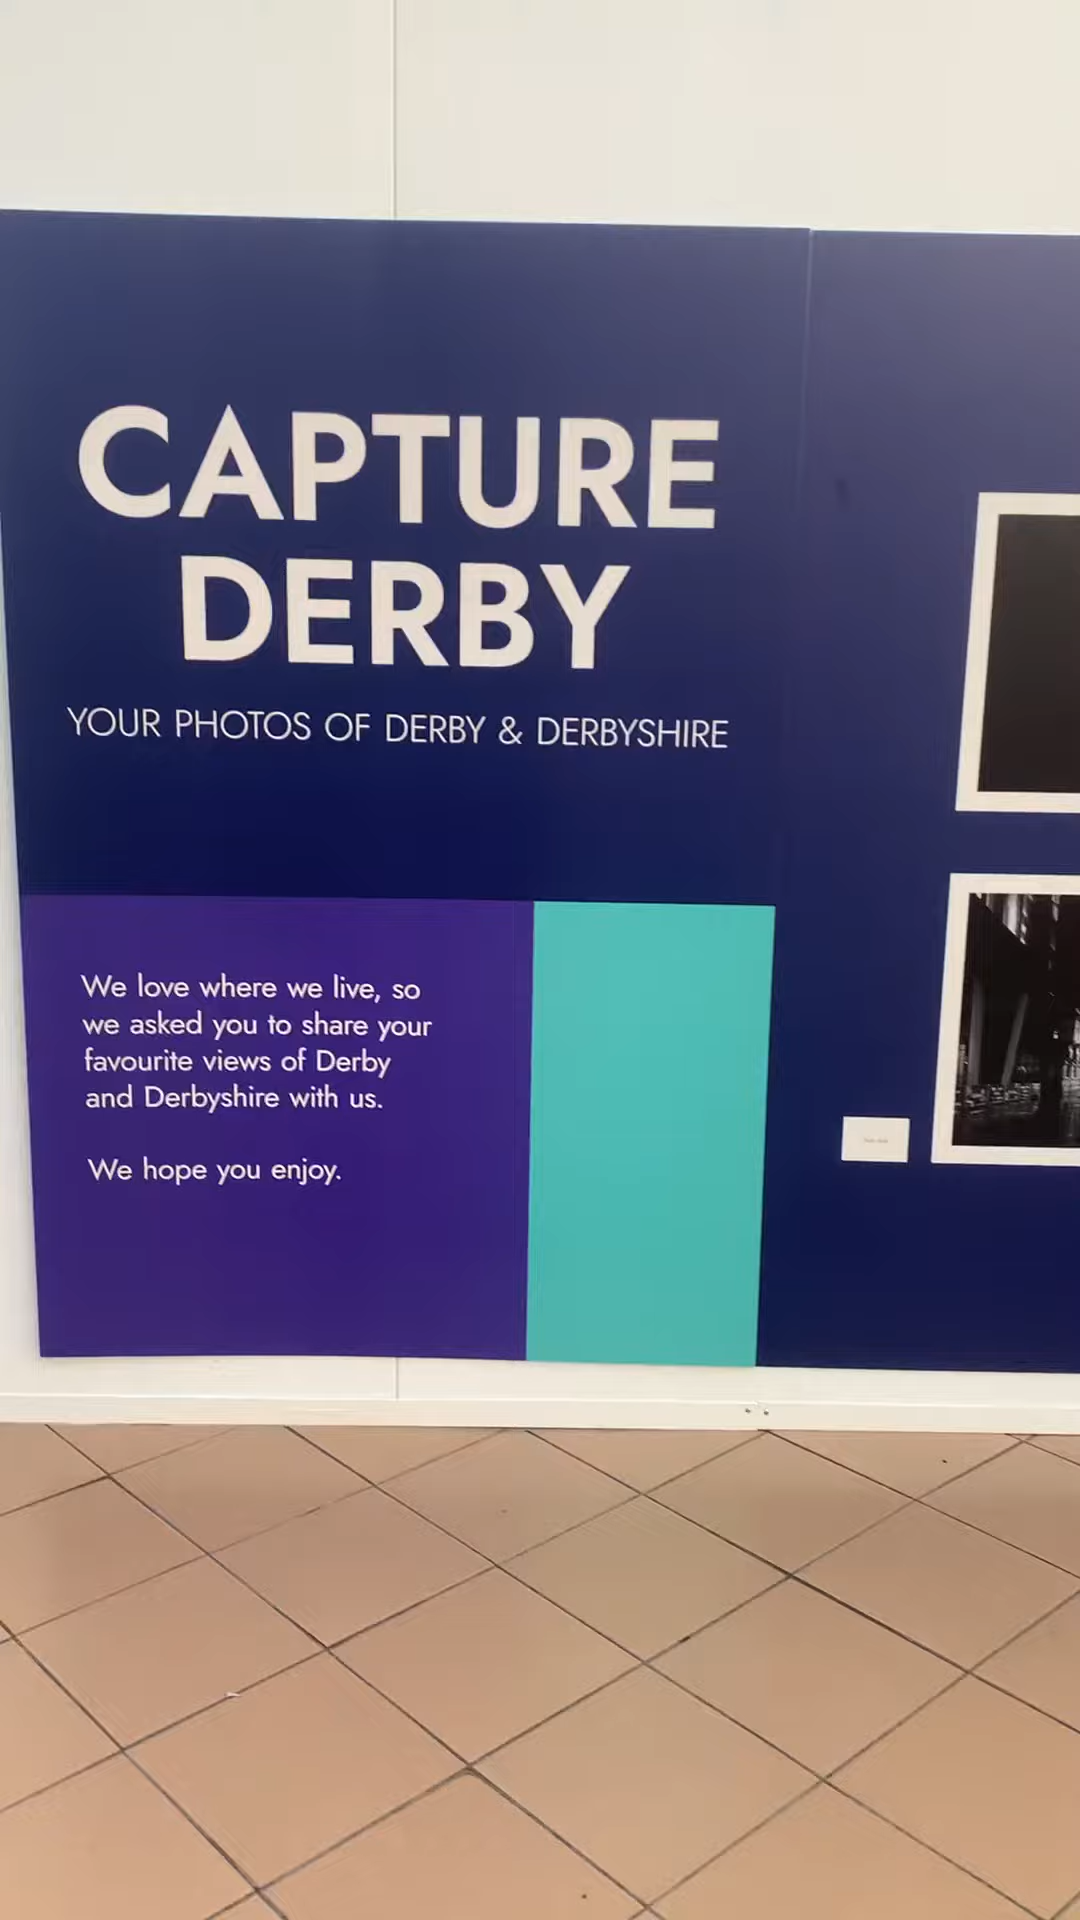 CAPTURE
DERBY
YOUR PHOTOS OF DERBY & DERBYSHIRE
We love where we live, so
we asked you to share your
favourite views of Derby
and Derbyshire with us.
We hope you enjoy.